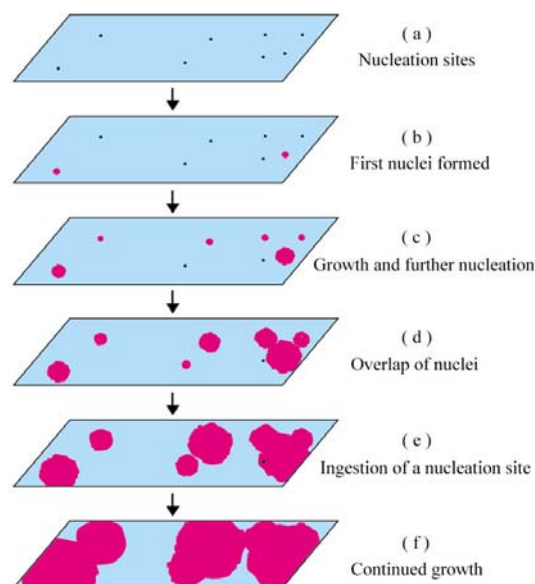 ( a )
Nucleation sites
( b )
First nuclei formed
( c )
Growth and further nucleation
( d )
Overlap of nuclei
( e )
Ingestion of a nucleation site
( f )
Continued growth